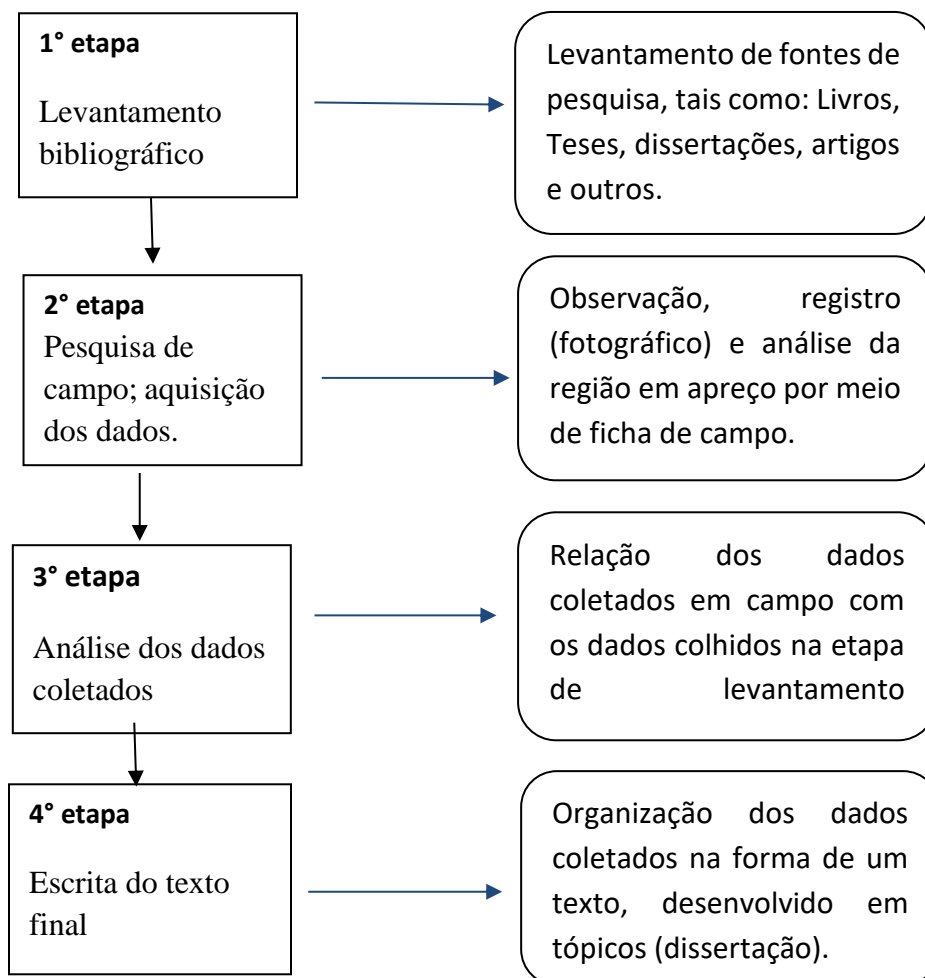 1° etapa
Levantamento
bibliográfico
Levantamento de fontes de
pesquisa, tais como: Livros,
Teses, dissertações, artigos
e outros.
2° etapa
Pesquisa de
campo; aquisição
dos dados.
Observação, registro
(fotográfico) e análise da
região em apreço por meio
de ficha de campo.
3° etapa
Análise dos dados
coletados
Relação dos dados
coletados em campo com
os dados colhidos na etapa
de levantamento
4° etapa
Escrita do texto
final
Organização dos dados
coletados na forma de um
texto, desenvolvido em
tópicos (dissertação).